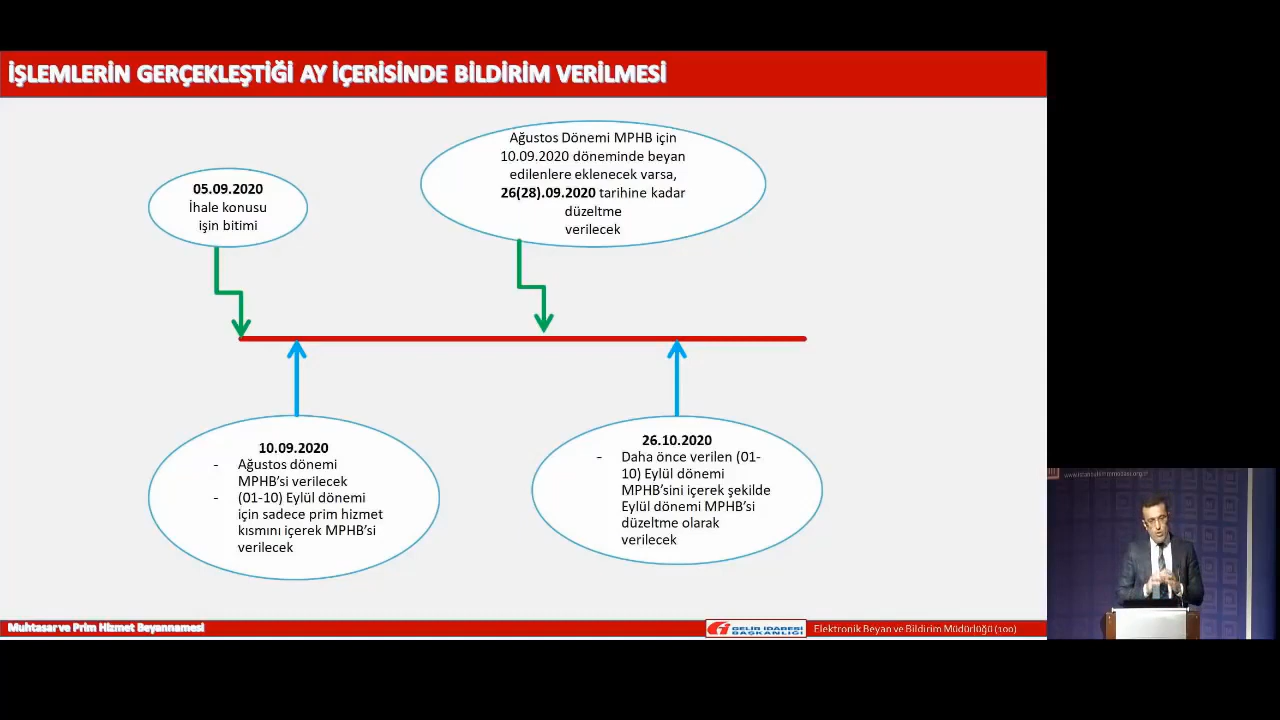 İŞLEMLERİN GERÇEKLEŞTİĞİ AY İÇERİSİNDE BİLDİRİM VERİLMESİ
05.09.2020
İhale konusu
işin bitimi
Ağustos Dönemi MPHB için
10.09.2020 döneminde beyan
edilenlere eklenecek varsa,
26(28).09.2020 tarihine kadar
düzeltme
verilecek
10.09.2020
- Ağustos dönemi
MPHB’si verilecek
- (01-10) Eylül dönemi
için sadece prim hizmet
kısmını içerek MPHB’si
verilecek
26.10.2020
- Daha önce verilen (01-
10) Eylül dönemi
MPHB’sini içerek şekilde
Eylül dönemi MPHB’si
düzeltme olarak
verilecek
Muhtasar ve Prim Hizmet Beyannamesi
GELİR İDARESİ
BAŞKANLIĞI
Elektronik Beyan ve Bildirim Müdürlüğü (100)